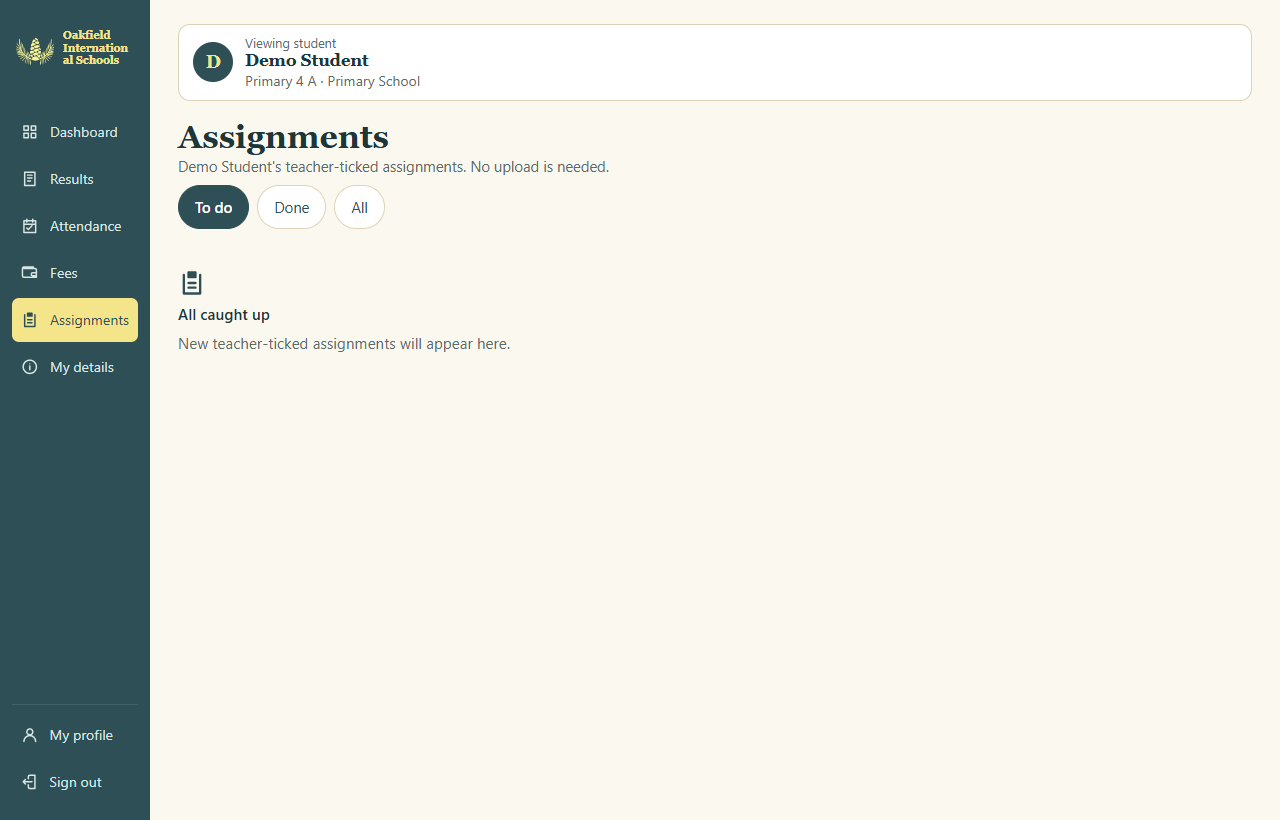 Oakfield
Internation
al Schools
Dashboard
Results
Attendance
Fees
Assignments
My details
My profile
Sign out
D
Viewing student
Demo Student
Primary 4 A · Primary School
Assignments
Demo Student's teacher-ticked assignments. No upload is needed.
To do
Done
All
All caught up
New teacher-ticked assignments will appear here.